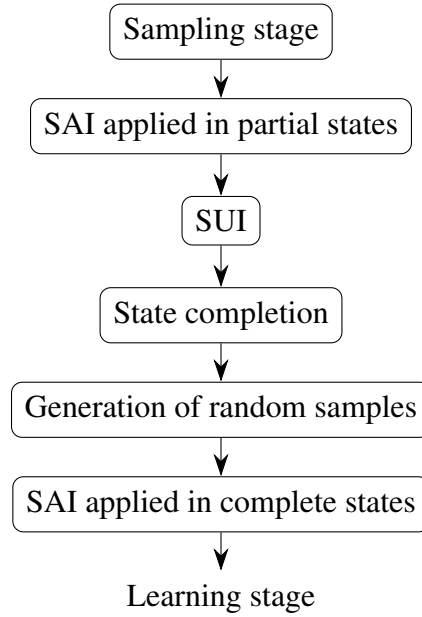 Sampling stage
SAI applied in partial states
SUI
State completion
Generation of random samples
SAI applied in complete states
Learning stage